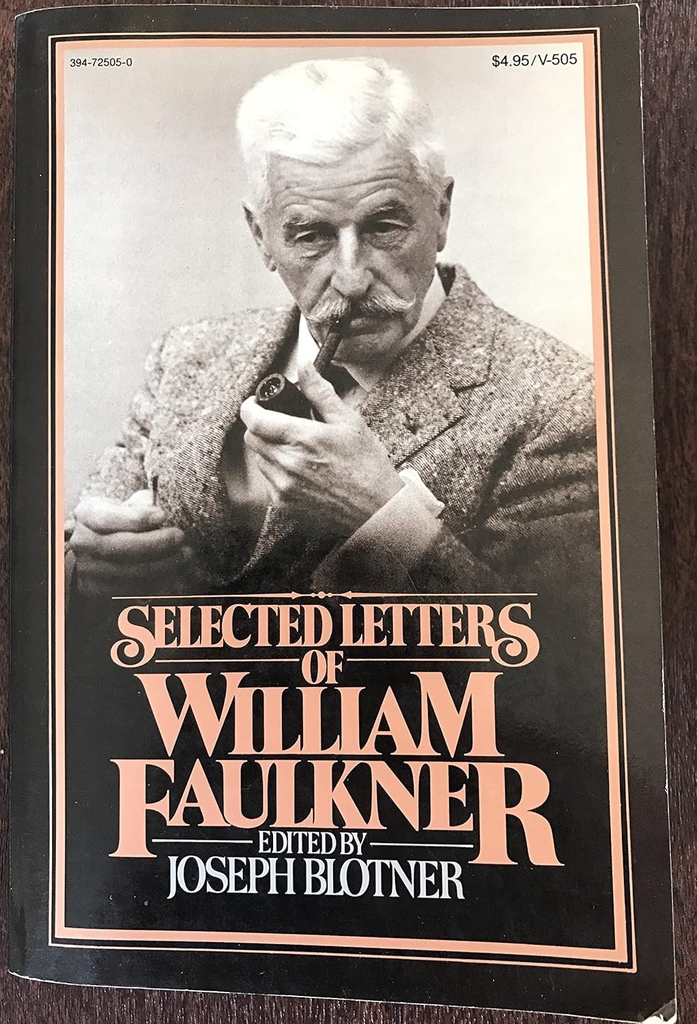 394-72505-0
$4.95/V-505
SELECTED LETTERS
OF
WILLIAM
FAULKNER
EDITED BY
JOSEPH BLOTNER